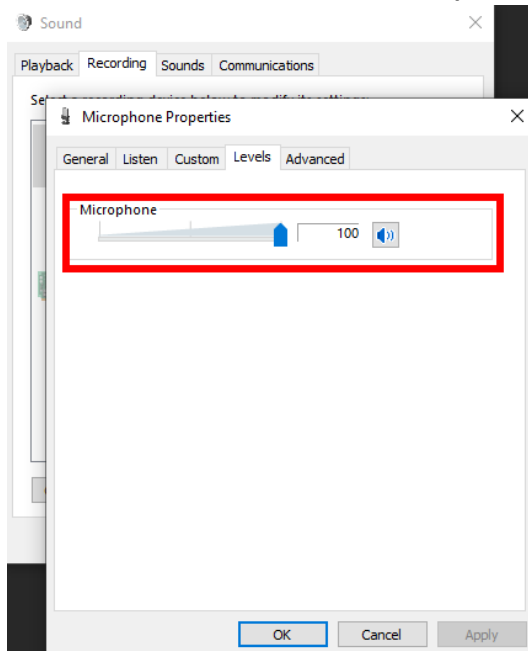 Sound
Playback Recording Sounds Communications
Microphone Properties
General Listen Custom Levels Advanced
Microphone
100
OK Cancel Apply